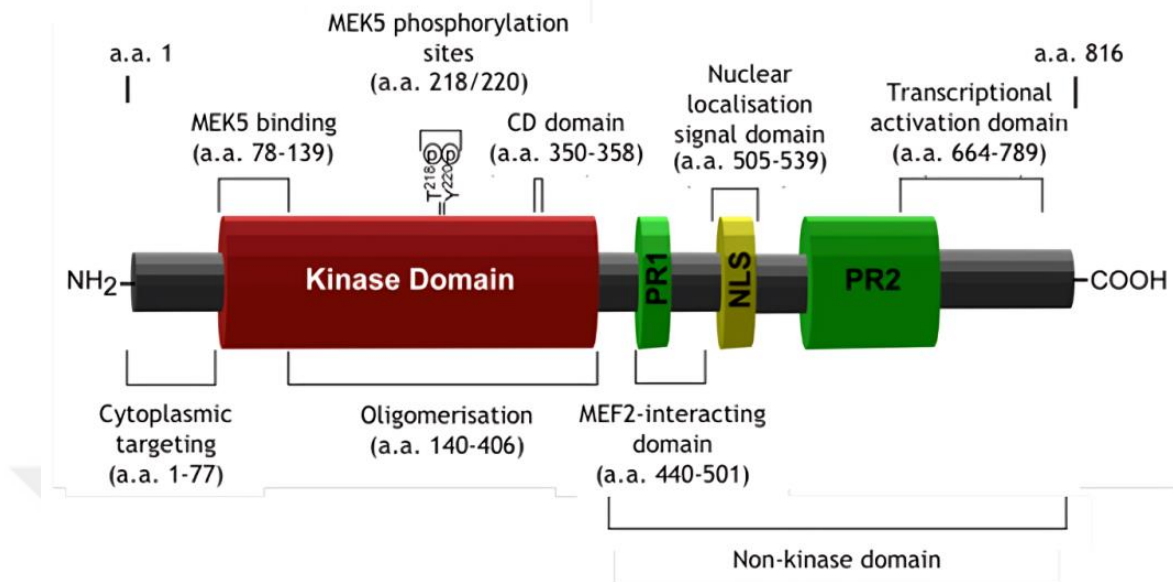 MEK5 phosphorylation
sites
(a.a. 218/220)
a.a. 1
a.a. 816
Nuclear
localisation
signal domain
(a.a. 505-539)
Transcriptional
activation domain
(a.a. 664-789)
MEK5 binding
(a.a. 78-139)
CD domain
(a.a. 350-358)
p p
T218
Y220
NH2
Kinase Domain
PR1
NLS
PR2
COOH
Cytoplasmic
targeting
(a.a. 1-77)
Oligomerisation
(a.a. 140-406)
MEF2-interacting
domain
(a.a. 440-501)
Non-kinase domain